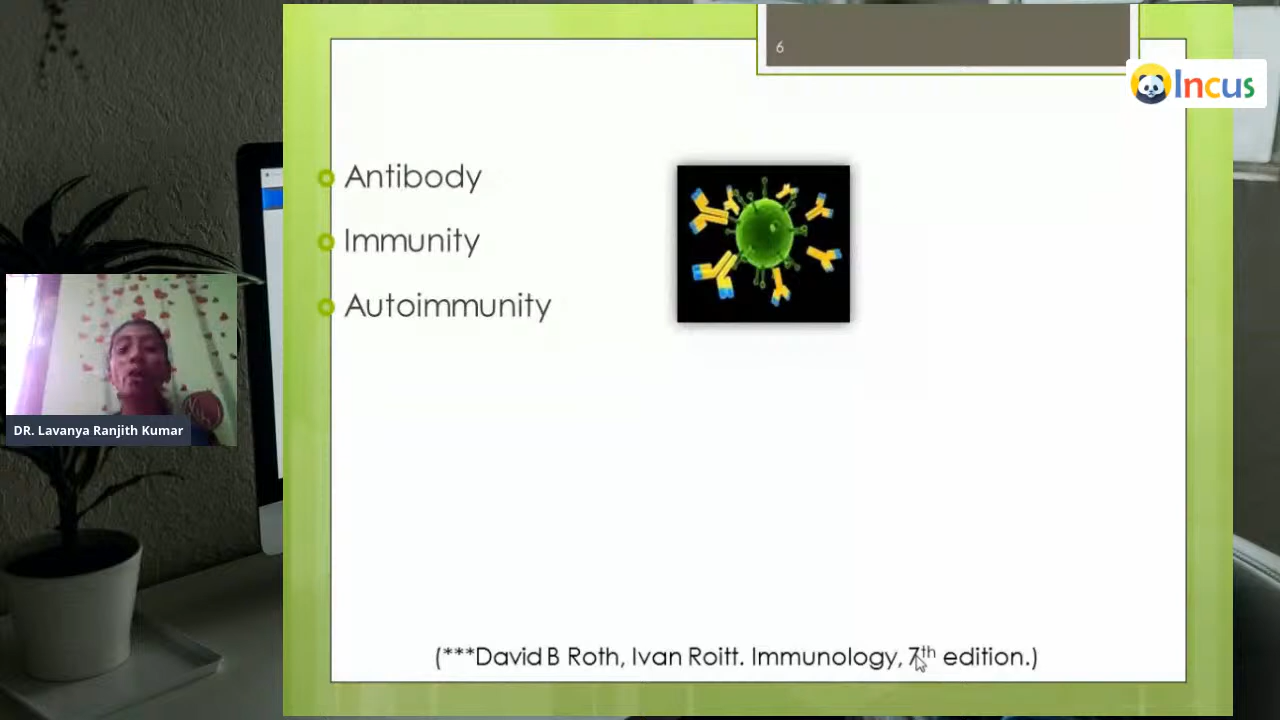 6
Incus
Antibody
Immunity
Autoimmunity
DR. Lavanya Ranjith Kumar
(***David B Roth, Ivan Roitt. Immunology, 7th edition.)